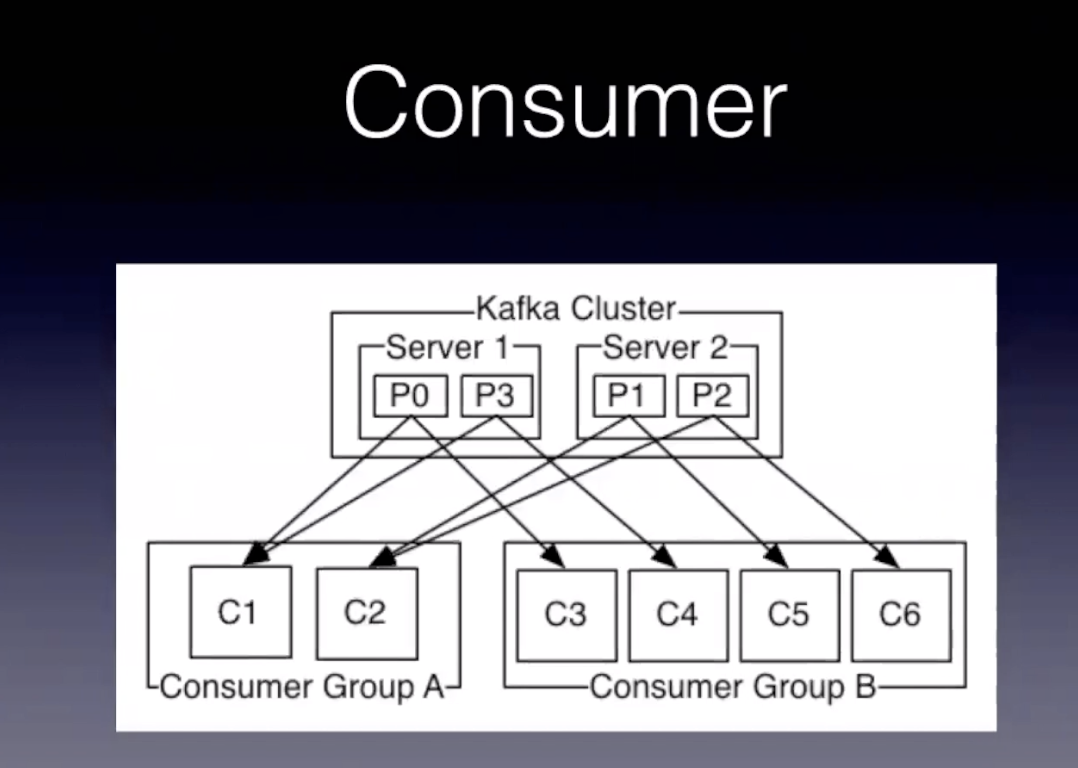 Consumer
Kafka Cluster
Server 1 Server 2
P0 P3 P1 P2
C1 C2 C3 C4 C5 C6
Consumer Group A Consumer Group B